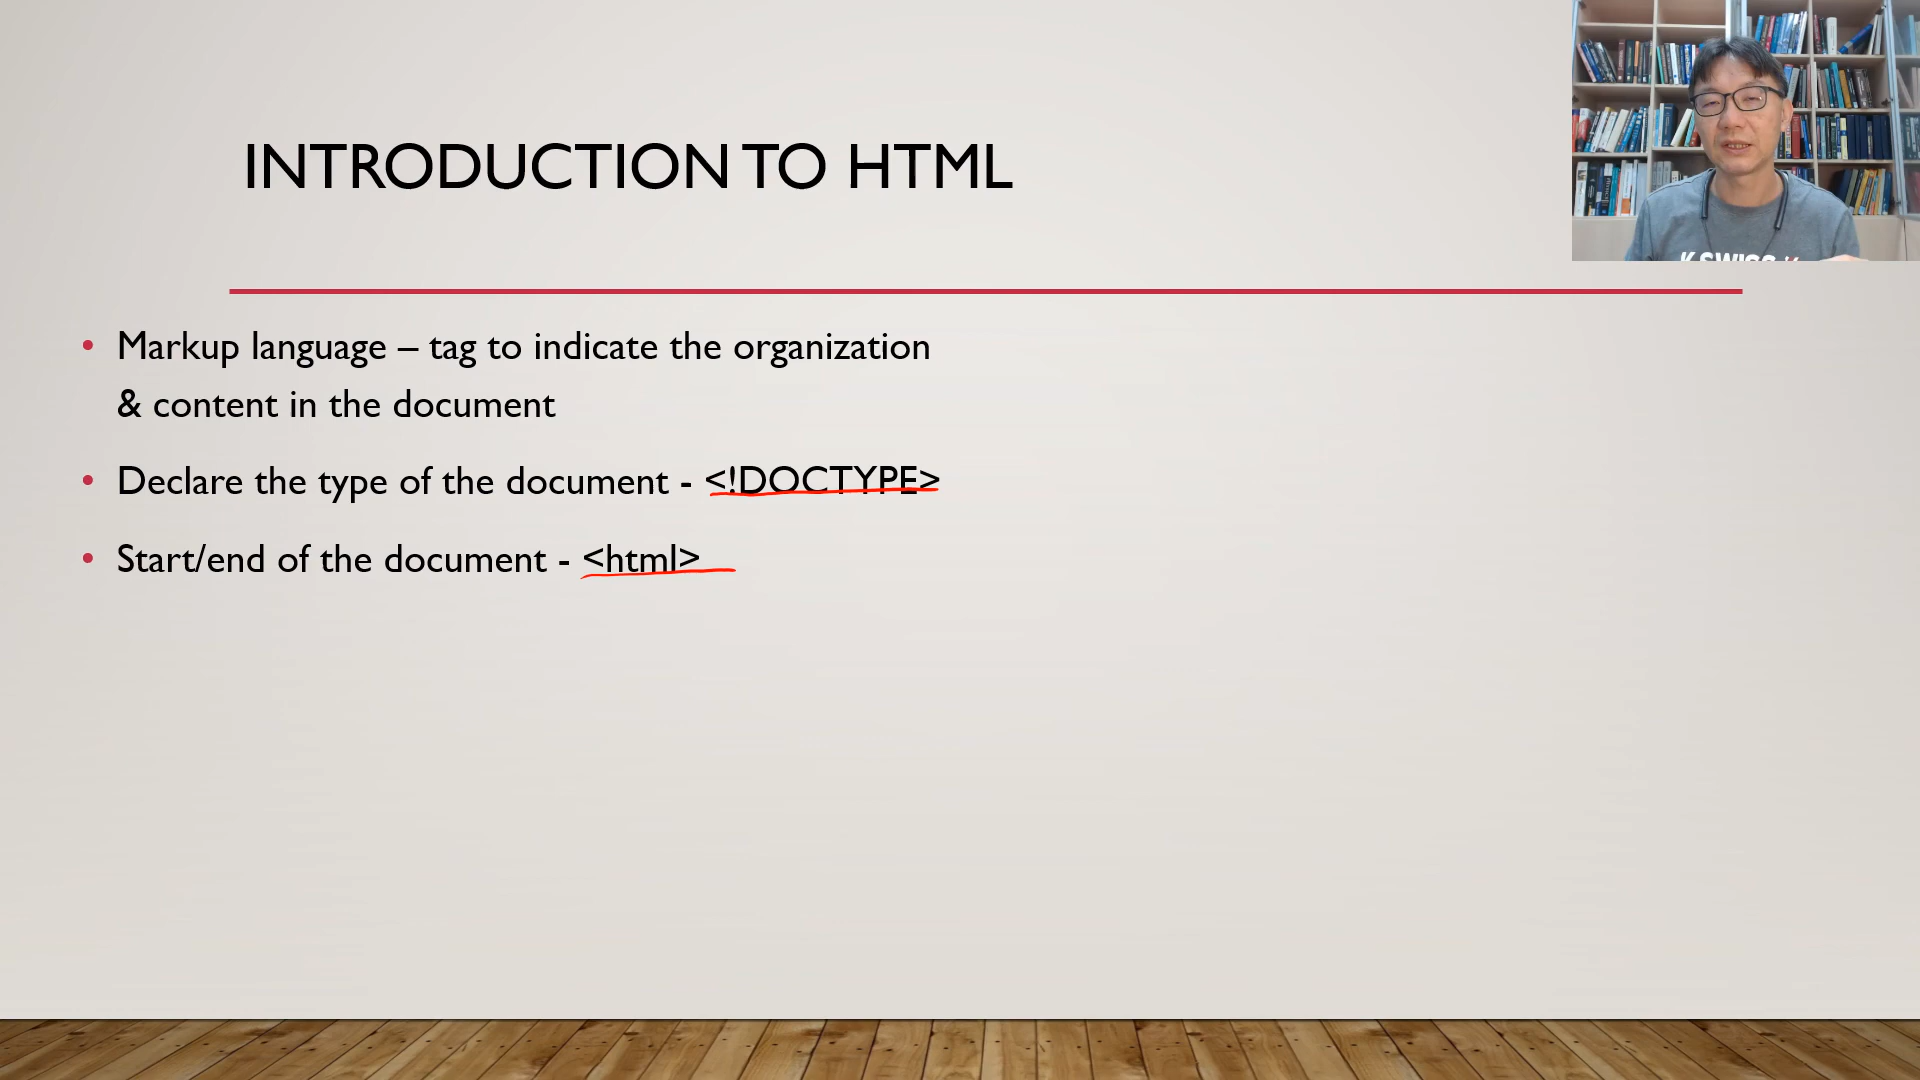 INTRODUCTION TO HTML
• Markup language – tag to indicate the organization
& content in the document
• Declare the type of the document - <!DOCTYPE>
• Start/end of the document - <html>